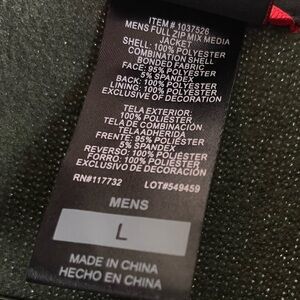 ITEM # 1037526
MENS FULL ZIP MIX MEDIA
JACKET
SHELL: 100% POLYESTER
COMBINATION SHELL
BONDED FABRIC
FACE: 95% POLYESTER
5% SPANDEX
BACK: 100% POLYESTER
LINING: 100% POLYESTER
EXCLUSIVE OF DECORATION
TELA EXTERIOR:
100% POLIÉSTER
TELA DE COMBINACIÓN
TELA ADHERIDA
FRENTE: 95% POLIÉSTER
5% SPANDEX
REVERSO: 100% POLIÉSTER
FORRO: 100% POLIÉSTER
EXCLUSIVO DE DECORACIÓN
RN#117732 LOT#549459
MENS
L
MADE IN CHINA
HECHO EN CHINA